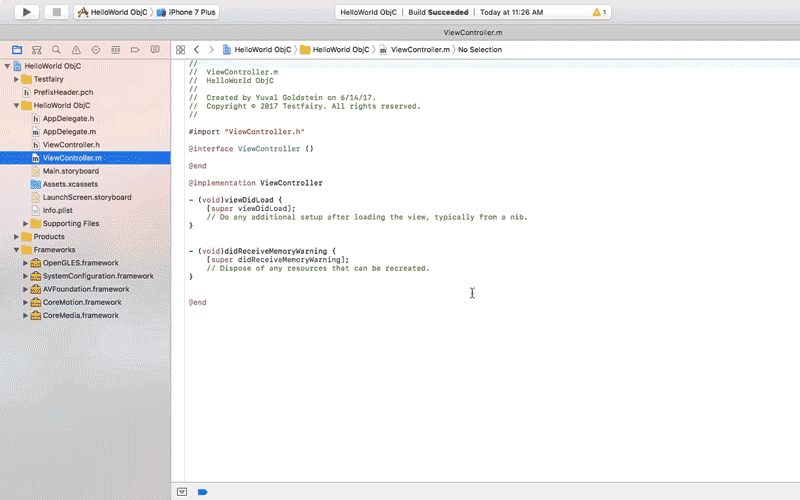 HelloWorld ObjC iPhone 7 Plus
HelloWorld ObjC Build Succeeded Today at 11:26 AM 1
ViewController.m
HelloWorld ObjC HelloWorld ObjC ViewController.m No Selection
HelloWorld ObjC
Testfairy
PrefixHeader.pch
HelloWorld ObjC
AppDelegate.h
AppDelegate.m
ViewController.h
ViewController.m
Main.storyboard
Assets.xcassets
LaunchScreen.storyboard
Info.plist
Supporting Files
Products
Frameworks
OpenGLES.framework
SystemConfiguration.framework
AVFoundation.framework
CoreMotion.framework
CoreMedia.framework
//
//  ViewController.m
//  HelloWorld ObjC
//
//  Created by Yuval Goldstein on 6/14/17.
//  Copyright © 2017 Testfairy. All rights reserved.
//
#import "ViewController.h"
@interface ViewController ()
@end
@implementation ViewController
- (void)viewDidLoad {
[super viewDidLoad];
// Do any additional setup after loading the view, typically from a nib.
}
- (void)didReceiveMemoryWarning {
[super didReceiveMemoryWarning];
// Dispose of any resources that can be recreated.
}
@end